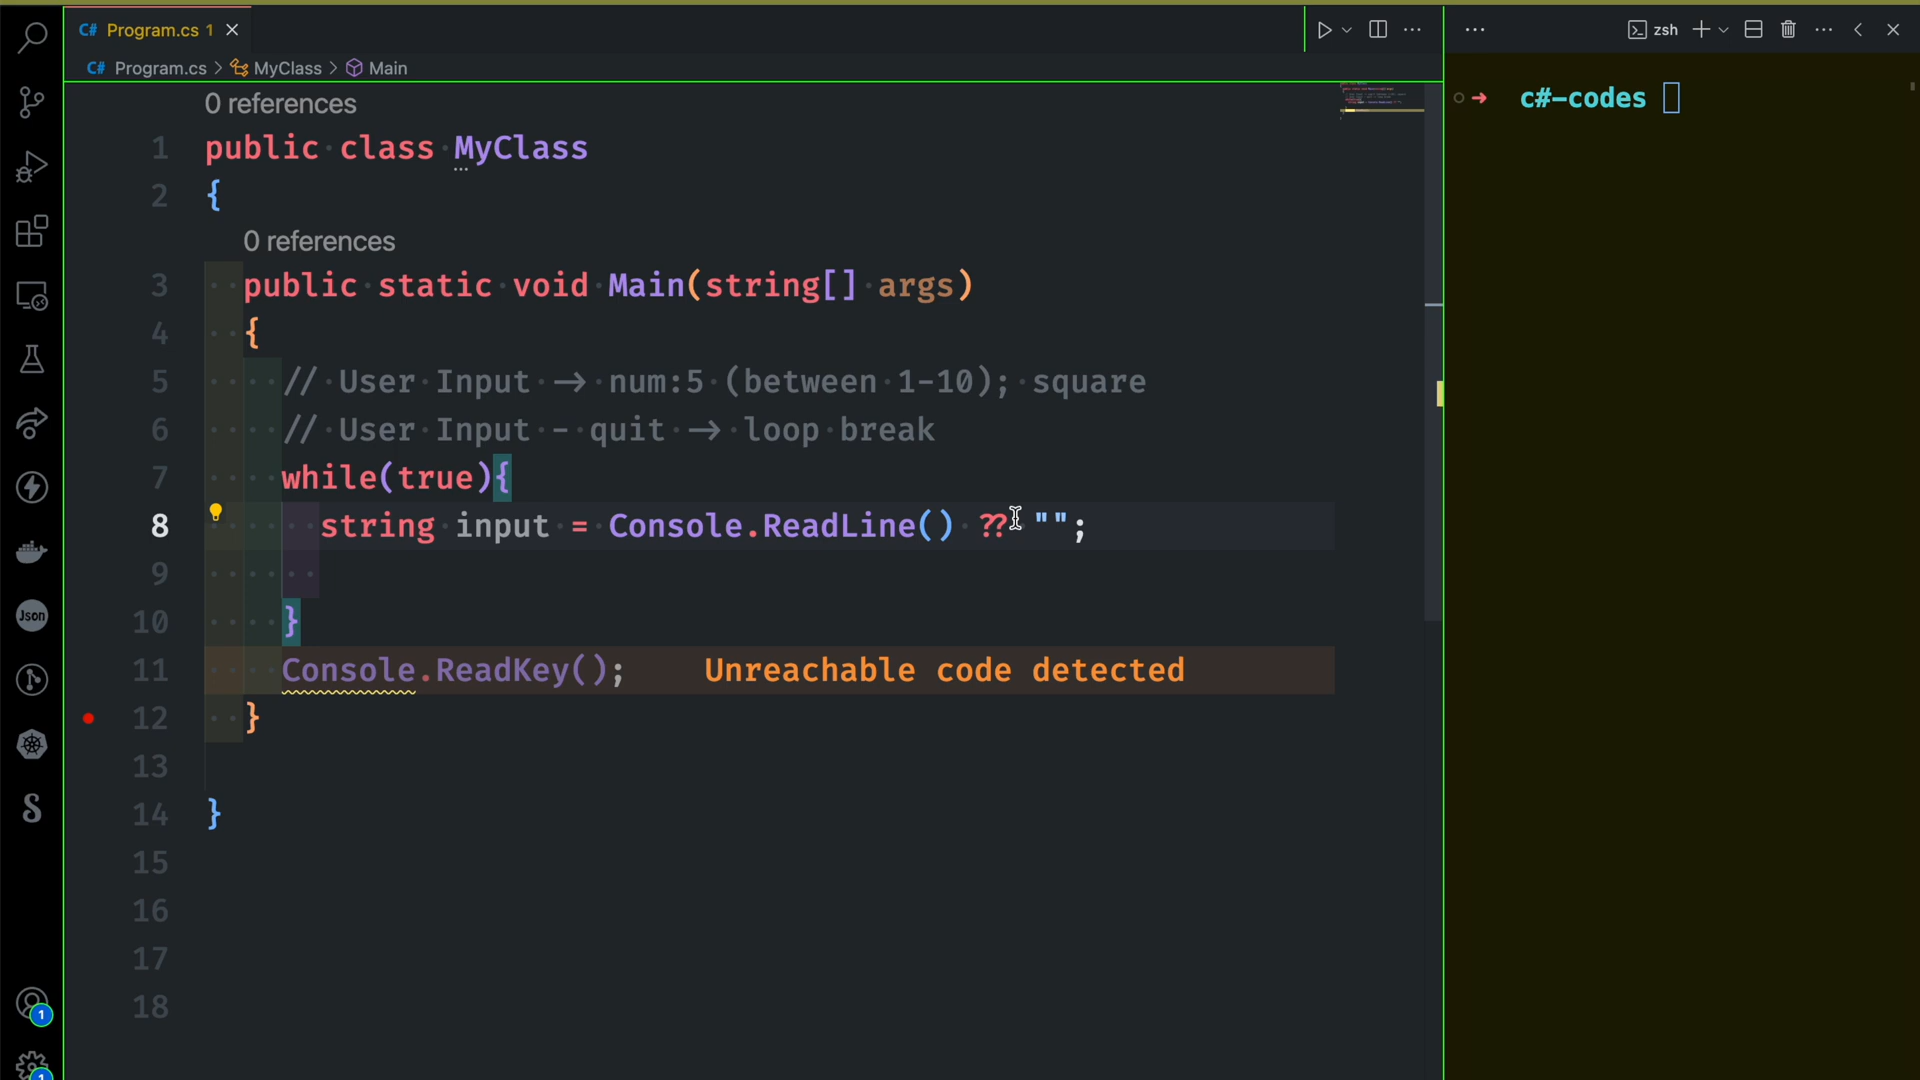 C# Program.cs 1
C# Program.cs > MyClass > Main
0 references
1 public class MyClass
2 {
0 references
3 public static void Main(string[] args)
4 {
5 // User Input → num:5 (between 1-10); square
6 // User Input - quit → loop break
7 while(true){
8 string input = Console.ReadLine() ?? "";
9
10 }
11 Console.ReadKey(); Unreachable code detected
12 }
13
14 }
15
16
17
18
Json
1
1
zsh
c#-codes